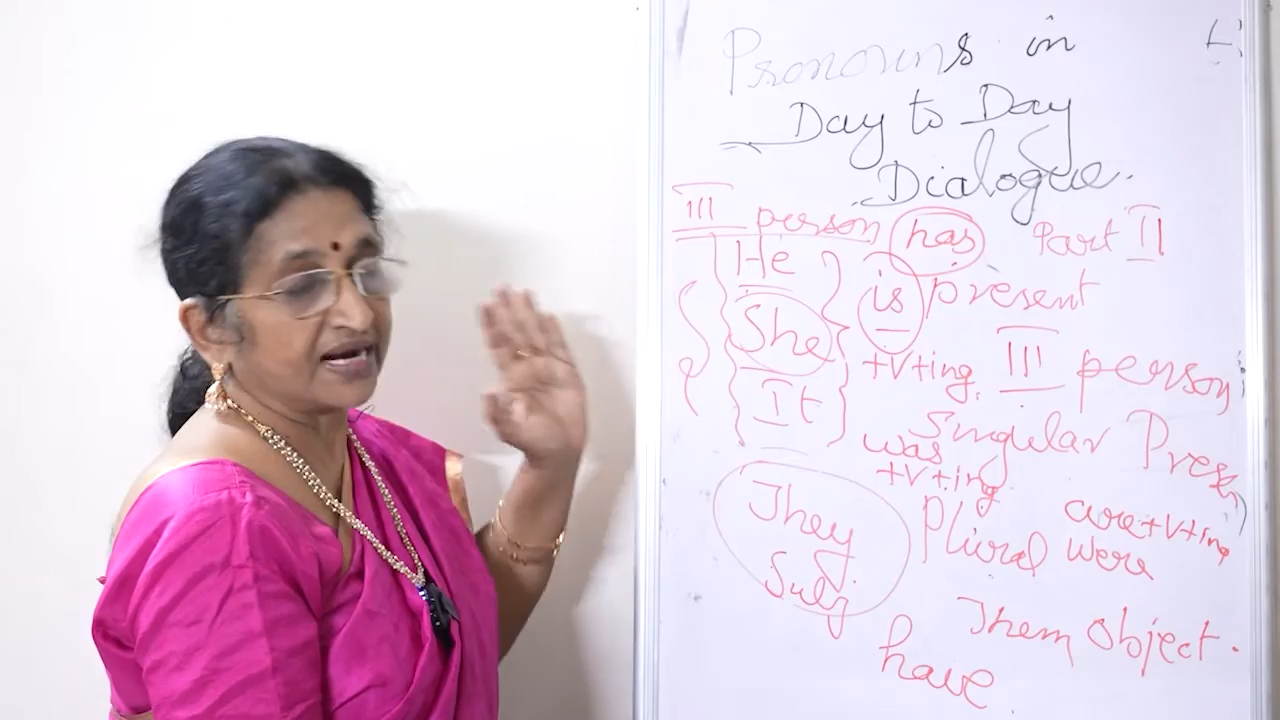 Pronouns in
Day to Day
Dialogue.
III person has Part II
He is present
She +V+ing. III person
It Singular Present
was +V+ing
They Plural are+V+ing
Subj were
Them Object.
have